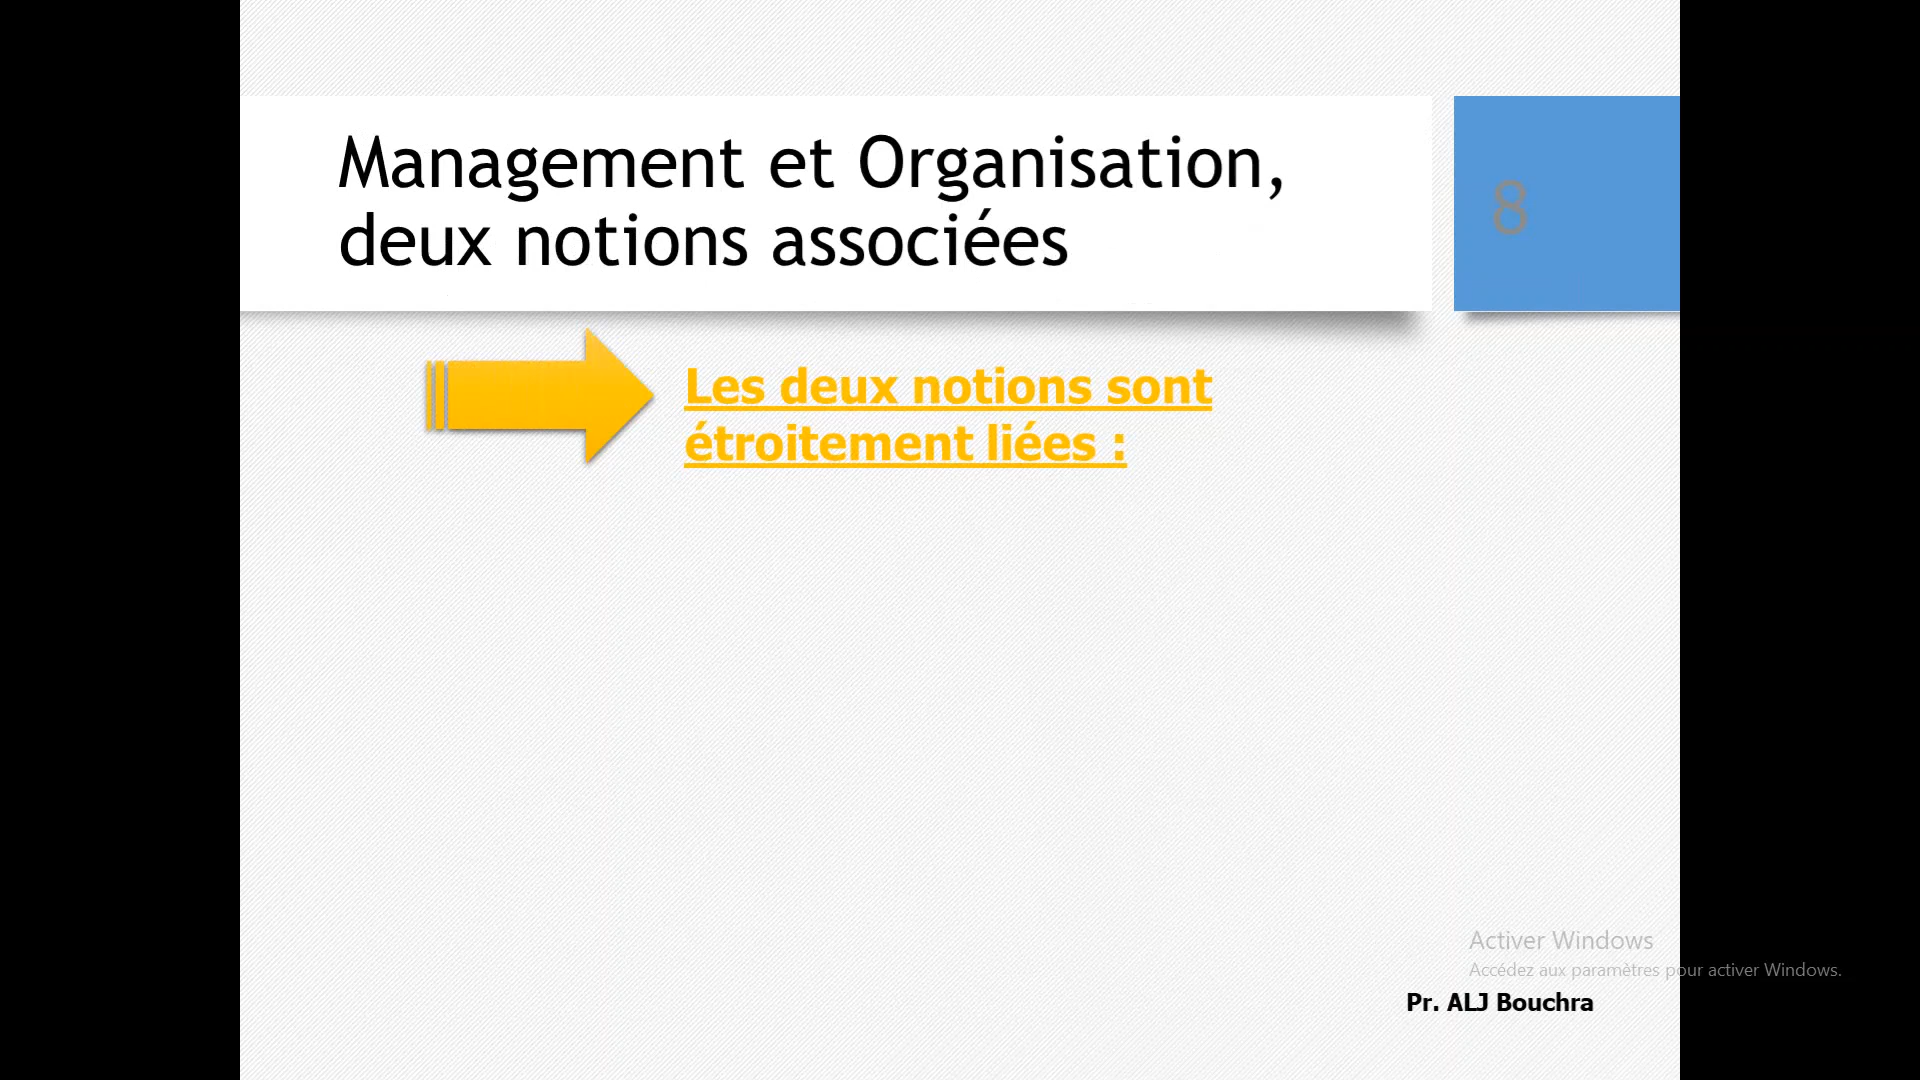 Management et Organisation,
deux notions associées
8
Les deux notions sont
étroitement liées :
Activer Windows
Accédez aux paramètres pour activer Windows.
Pr. ALJ Bouchra